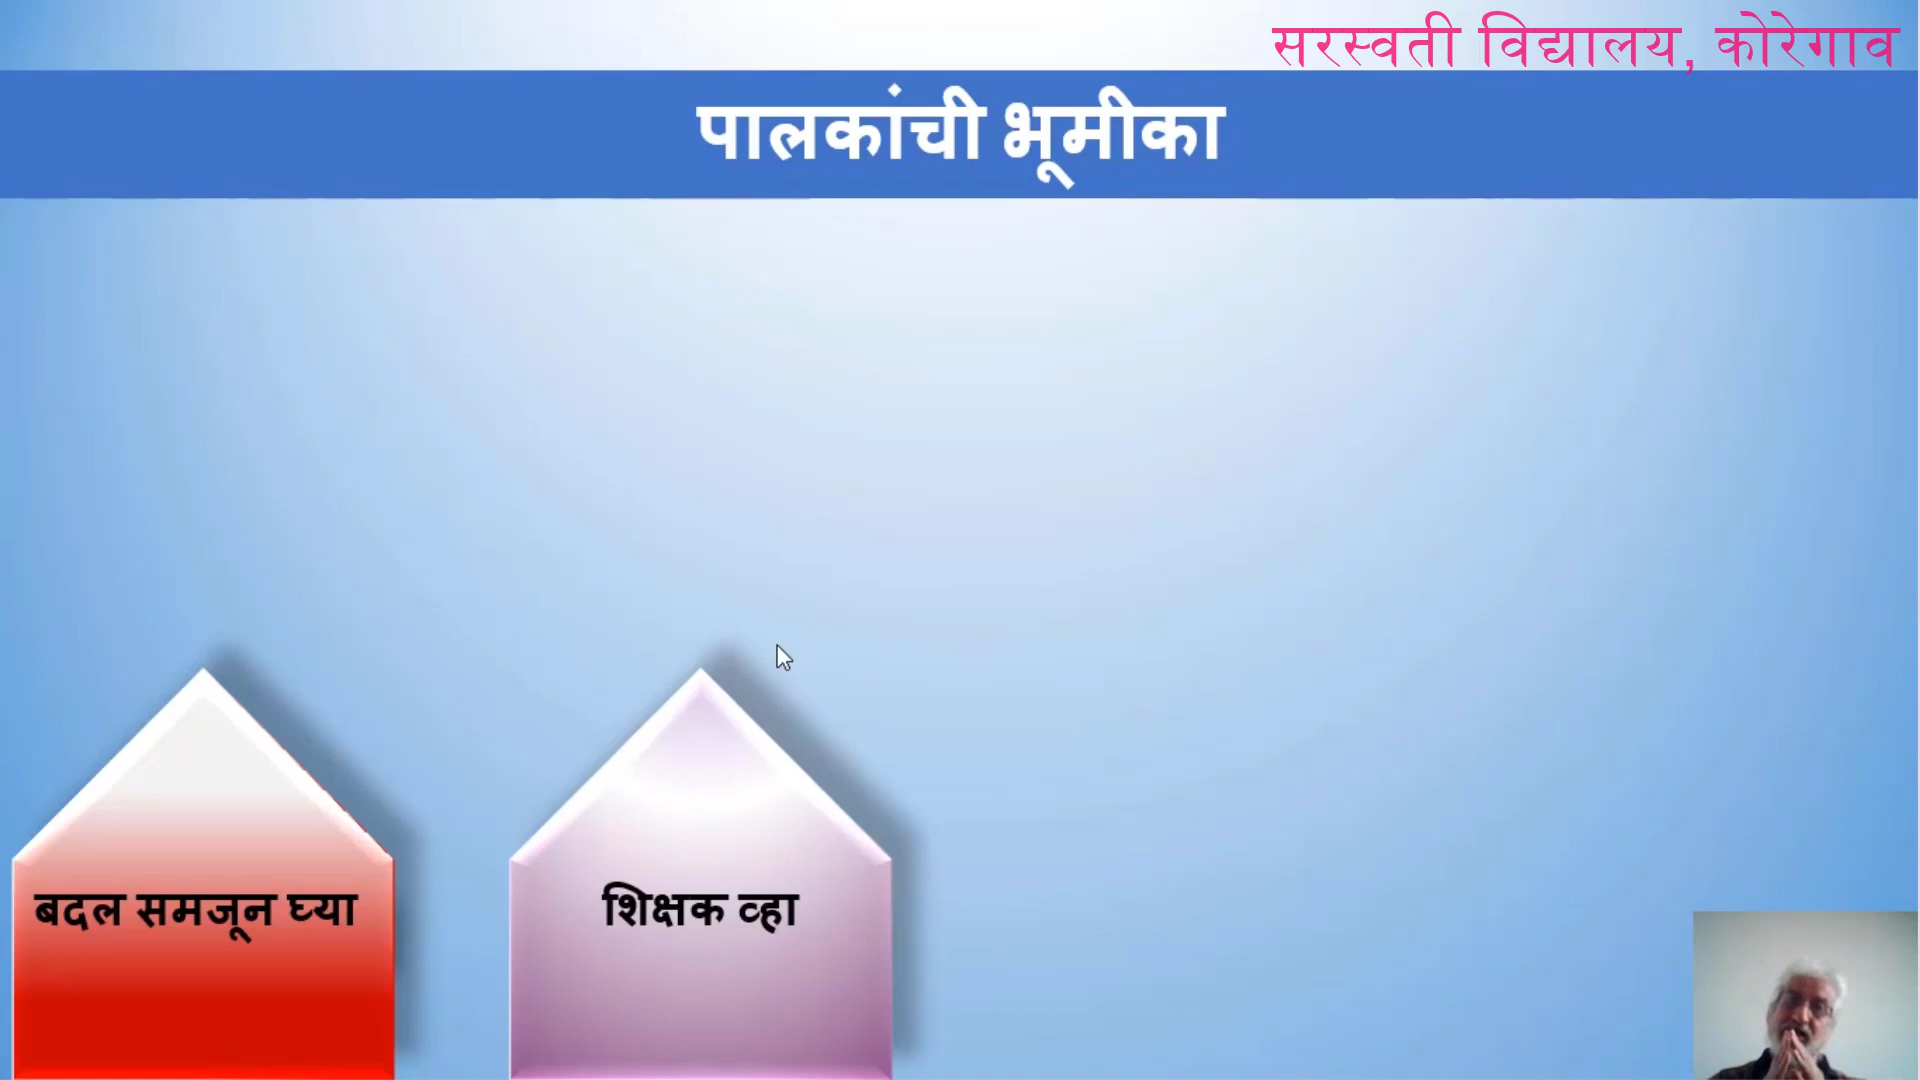 सरस्वती विद्यालय, कोरेगाव
पालकांची भूमीका
बदल समजून घ्या
शिक्षक व्हा